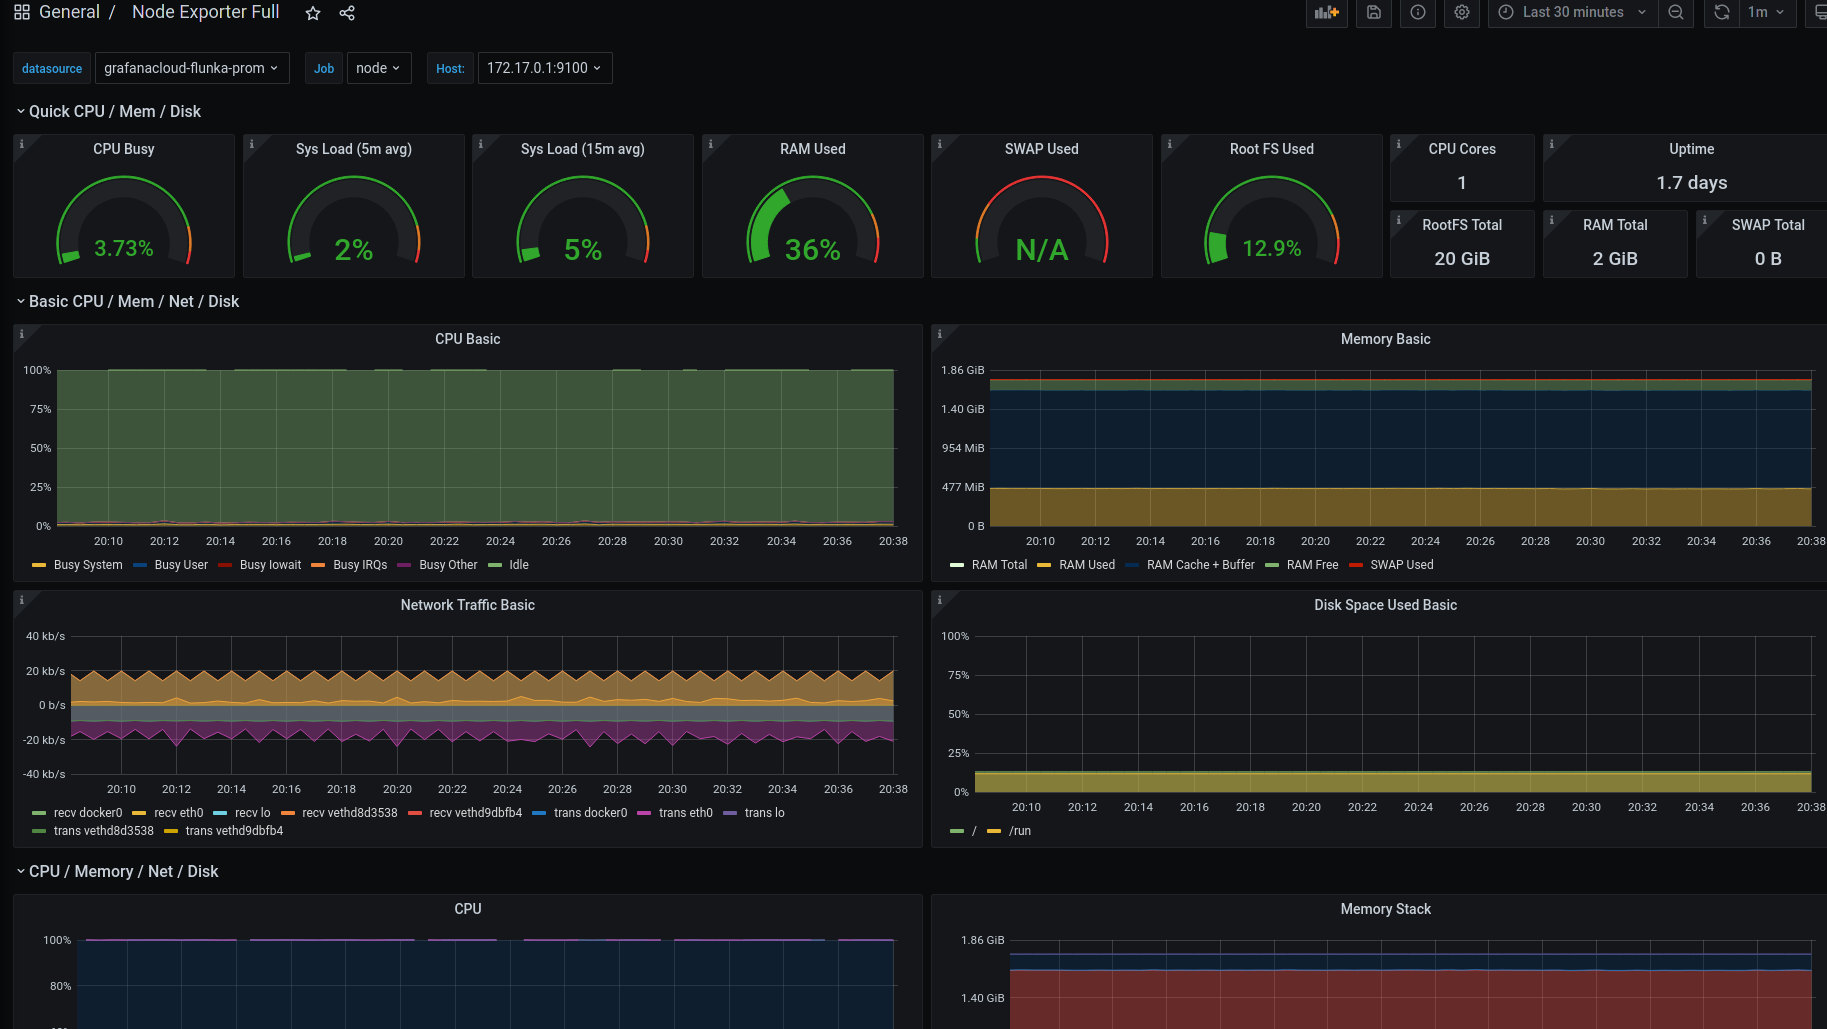 General / Node Exporter Full
Last 30 minutes
1m
datasource grafanacloud-flunka-prom Job node Host: 172.17.0.1:9100
Quick CPU / Mem / Disk
CPU Busy
3.73%
Sys Load (5m avg)
2%
Sys Load (15m avg)
5%
RAM Used
36%
SWAP Used
N/A
Root FS Used
12.9%
CPU Cores
1
Uptime
1.7 days
RootFS Total
20 GiB
RAM Total
2 GiB
SWAP Total
0 B
Basic CPU / Mem / Net / Disk
CPU Basic
100%
75%
50%
25%
0%
20:10 20:12 20:14 20:16 20:18 20:20 20:22 20:24 20:26 20:28 20:30 20:32 20:34 20:36 20:38
Busy System Busy User Busy Iowait Busy IRQs Busy Other Idle
Memory Basic
1.86 GiB
1.40 GiB
954 MiB
477 MiB
0 B
20:10 20:12 20:14 20:16 20:18 20:20 20:22 20:24 20:26 20:28 20:30 20:32 20:34 20:36 20:38
RAM Total RAM Used RAM Cache + Buffer RAM Free SWAP Used
Network Traffic Basic
40 kb/s
20 kb/s
0 b/s
-20 kb/s
-40 kb/s
20:10 20:12 20:14 20:16 20:18 20:20 20:22 20:24 20:26 20:28 20:30 20:32 20:34 20:36 20:38
recv docker0 recv eth0 recv lo recv vethd8d3538 recv vethd9dbfb4 trans docker0 trans eth0 trans lo
trans vethd8d3538 trans vethd9dbfb4
Disk Space Used Basic
100%
75%
50%
25%
0%
20:10 20:12 20:14 20:16 20:18 20:20 20:22 20:24 20:26 20:28 20:30 20:32 20:34 20:36 20:38
/ /run
CPU / Memory / Net / Disk
CPU
100%
80%
Memory Stack
1.86 GiB
1.40 GiB